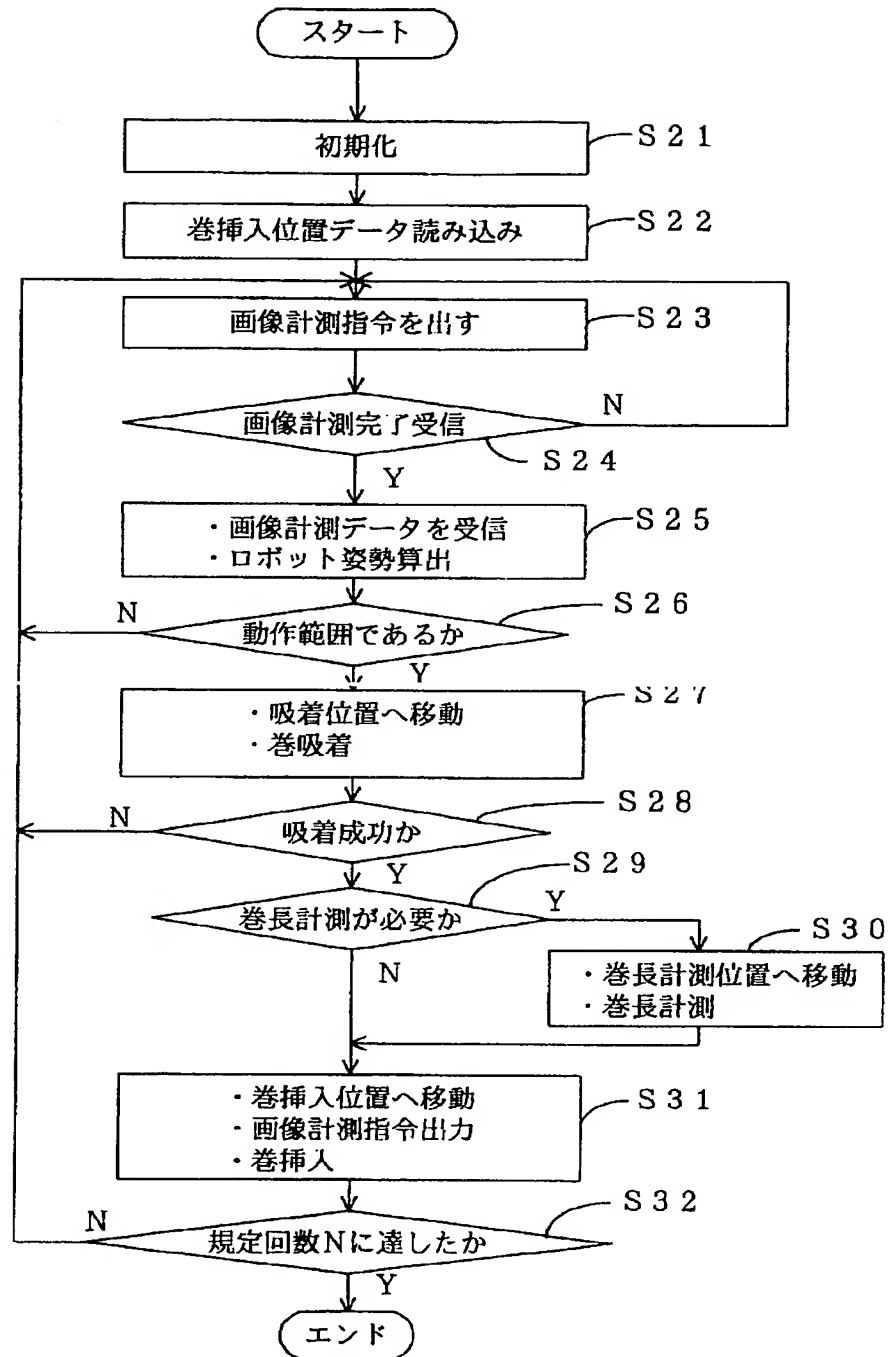 スタート
初期化
S21
巻挿入位置データ読み込み
S22
画像計測指令を出す
S23
画像計測完了受信
N
S24
Y
・画像計測データを受信
・ロボット姿勢算出
S25
N
動作範囲であるか
S26
Y
・吸着位置へ移動
・巻吸着
S27
N
吸着成功か
S28
Y
S29
巻長計測が必要か
Y
N
S30
・巻長計測位置へ移動
・巻長計測
・巻挿入位置へ移動
・画像計測指令出力
・巻挿入
S31
N
規定回数Nに達したか
S32
Y
エンド